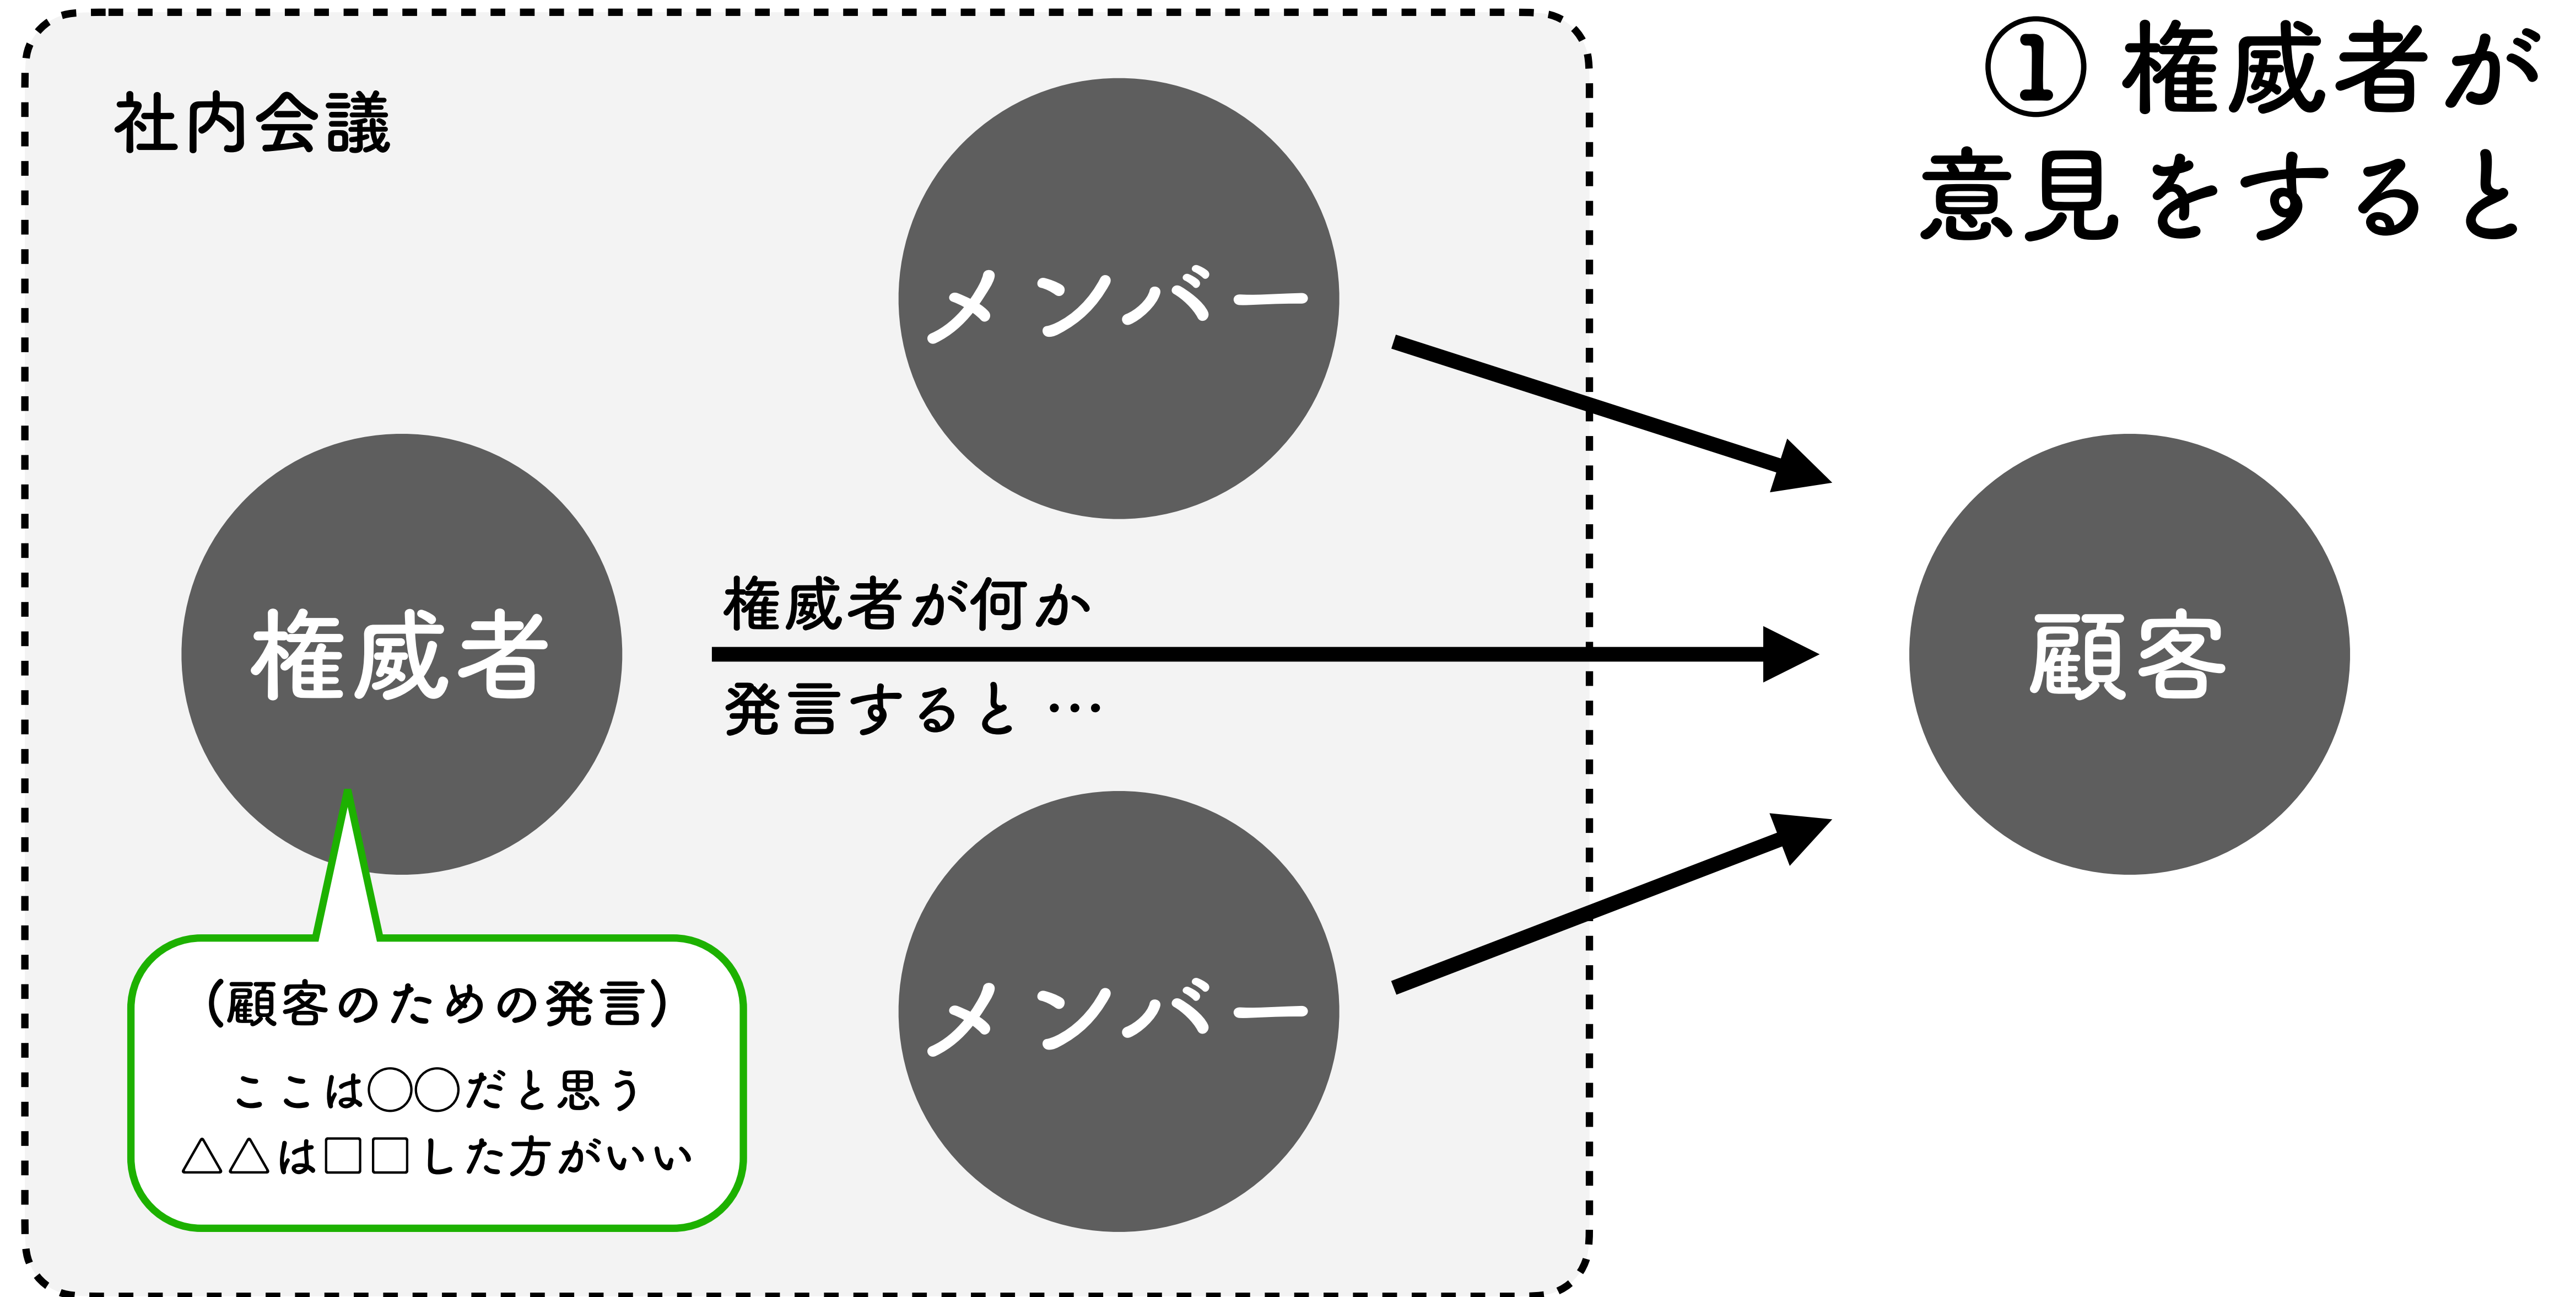 ① 権威者が
意見をすると
社内会議
メンバー
権威者
権威者が何か
発言すると …
顧客
メンバー
(顧客のための発言)
ここは◯◯だと思う
△△は□□した方がいい